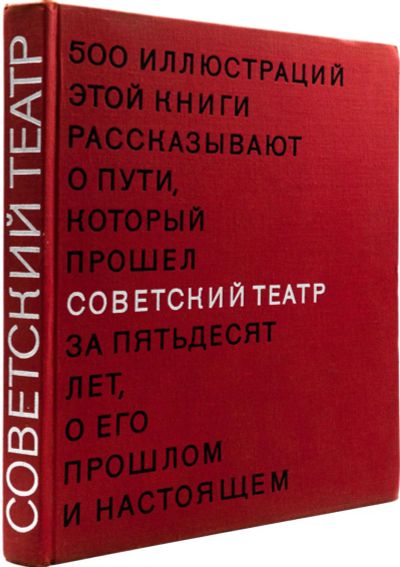 СОВЕТСКИЙ ТЕАТР
500 ИЛЛЮСТРАЦИЙ
ЭТОЙ КНИГИ
РАССКАЗЫВАЮТ
О ПУТИ,
КОТОРЫЙ
ПРОШЕЛ
СОВЕТСКИЙ ТЕАТР
ЗА ПЯТЬДЕСЯТ
ЛЕТ,
О ЕГО
ПРОШЛОМ
И НАСТОЯЩЕМ